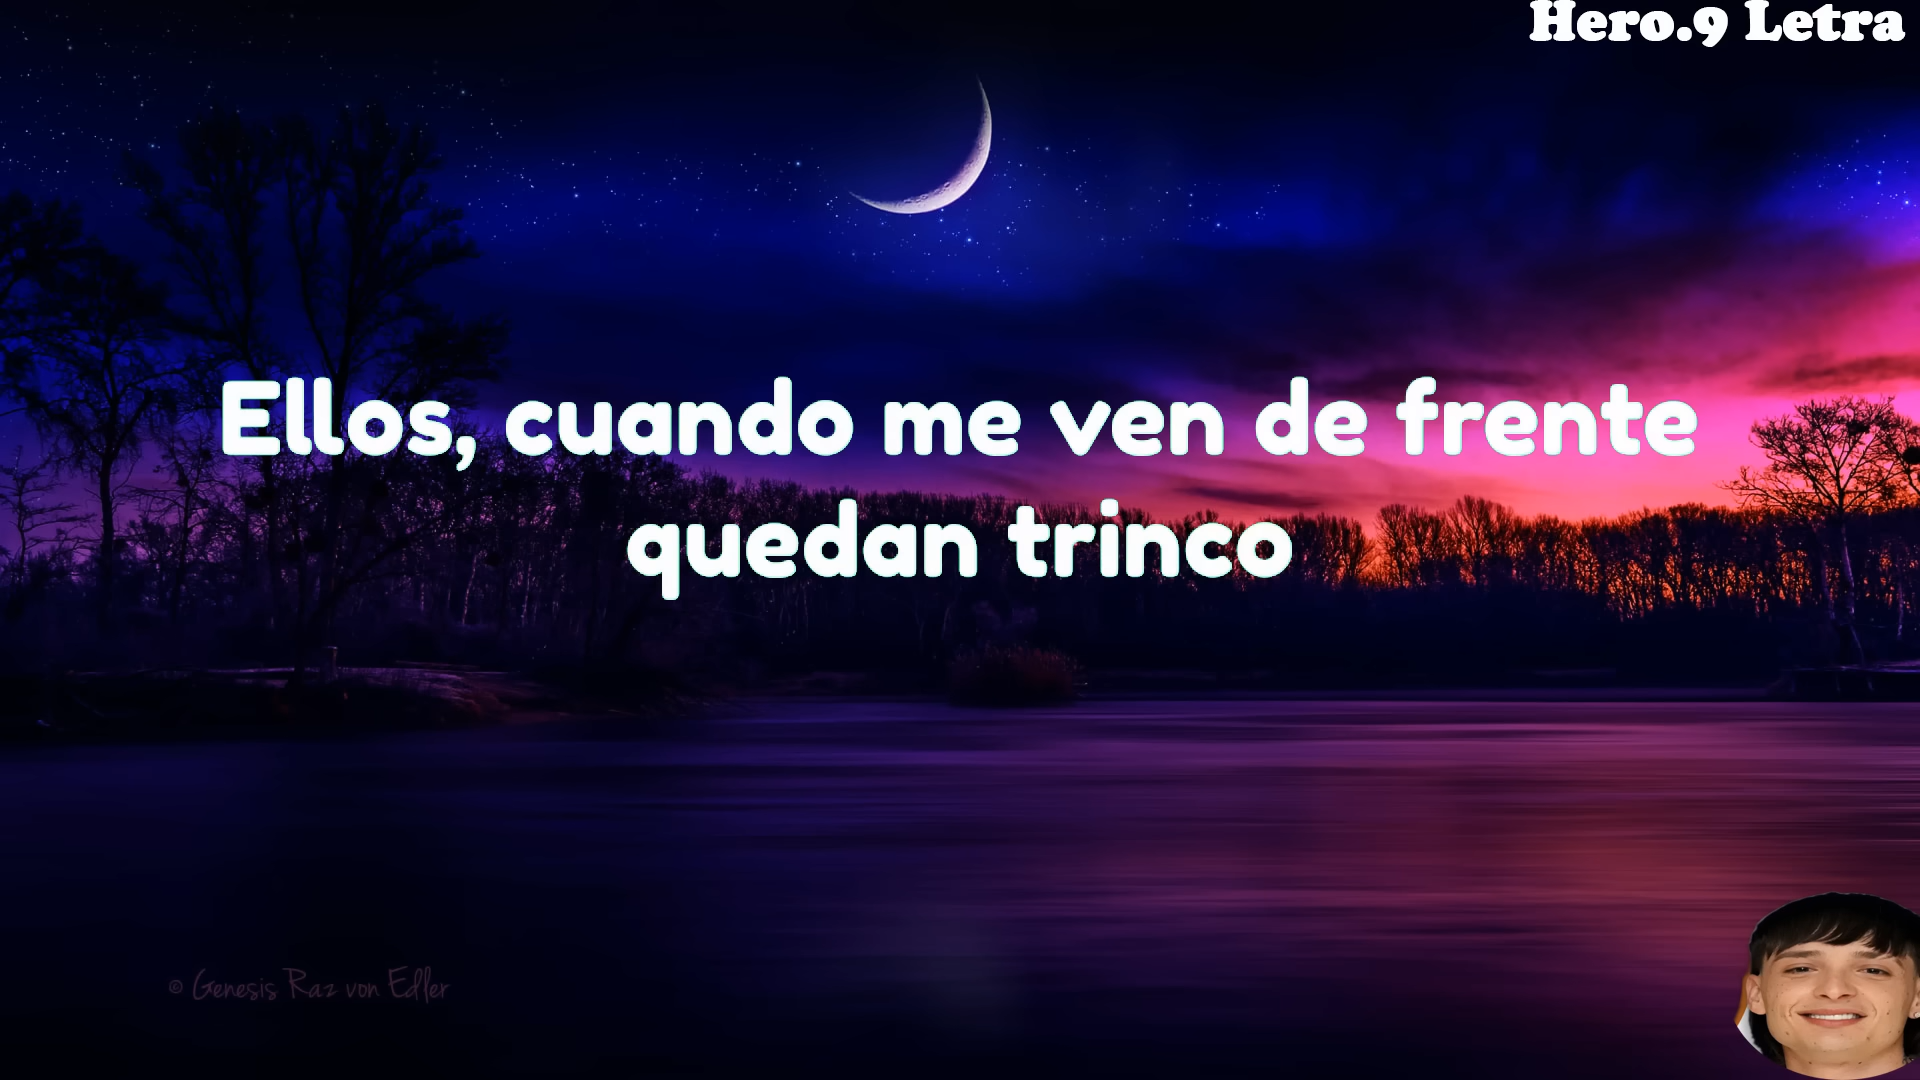 Hero.9 Letra
Ellos, cuando me ven de frente
quedan trinco
© Genesis Raz von Edler